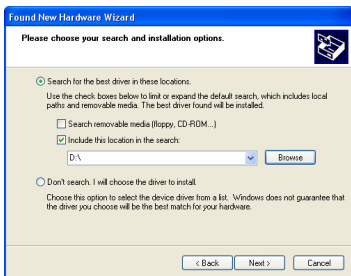 Found New Hardware Wizard
Please choose your search and installation options.
Search for the best driver in these locations.
Use the check boxes below to limit or expand the default search, which includes local
paths and removable media. The best driver found will be installed.
Search removable media (floppy, CD-ROM...)
Include this location in the search:
D:\
Browse
Don't search. I will choose the driver to install.
Choose this option to select the device driver from a list. Windows does not guarantee that
the driver you choose will be the best match for your hardware.
< Back
Next >
Cancel